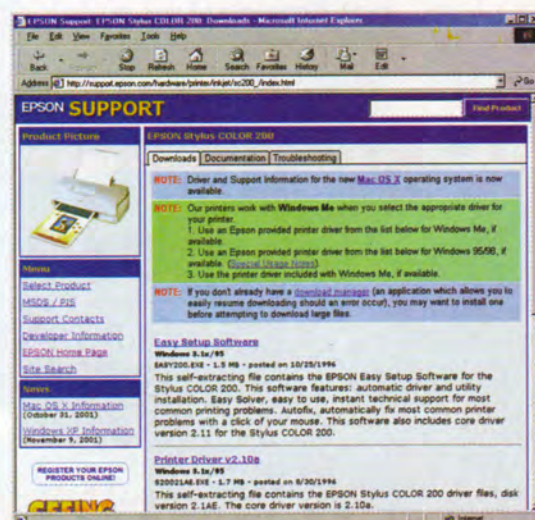 EPSON Support: EPSON Stylus COLOR 200: Downloads - Microsoft Internet Explorer
File Edit View Favorites Tools Help
Back Stop Refresh Home Search Favorites History Mail Edit
Address http://support.epson.com/hardware/printer/inkjet/sc200_/index.html Go
EPSON SUPPORT
Find Product
Product Picture
Menu
Select Product
MSDS / PIS
Support Contacts
Developer Information
EPSON Home Page
Site Search
News
Mac OS X Information
(October 31, 2001)
Windows XP Information
(November 9, 2001)
REGISTER YOUR EPSON
PRODUCTS ONLINE!
SEEING
EPSON Stylus COLOR 200
Downloads Documentation Troubleshooting
NOTE: Driver and Support Information for the new Mac OS X operating system is now
available.
NOTE: Our printers work with Windows Me when you select the appropriate driver for
your printer.
1. Use an Epson provided printer driver from the list below for Windows Me, if
available.
2. Use an Epson provided printer driver from the list below for Windows 95/98, if
available. (Special Usage Notes).
3. Use the printer driver included with Windows Me, if available.
NOTE: If you don't already have a download manager (an application which allows you to
easily resume downloading should an error occur), you may want to install one
before attempting to download large files.
Easy Setup Software
Windows 3.1x/95
EASY200.EXE - 1.5 MB - posted on 10/25/1996
This self-extracting file contains the EPSON Easy Setup Software for the
Stylus COLOR 200. This software features: automatic driver and utility
installation. Easy Solver, easy to use, instant technical support for most
common printing problems. Autofix, automatically fix most common printer
problems with a click of your mouse. This software also includes core driver
version 2.11 for the Stylus COLOR 200.
Printer Driver v2.10a
Windows 3.1x/95
S20021AE.EXE - 1.7 MB - posted on 8/30/1996
This self-extracting file contains the EPSON Stylus COLOR 200 driver files, disk
version 2.1AE. The core driver version is 2.10a.
Internet